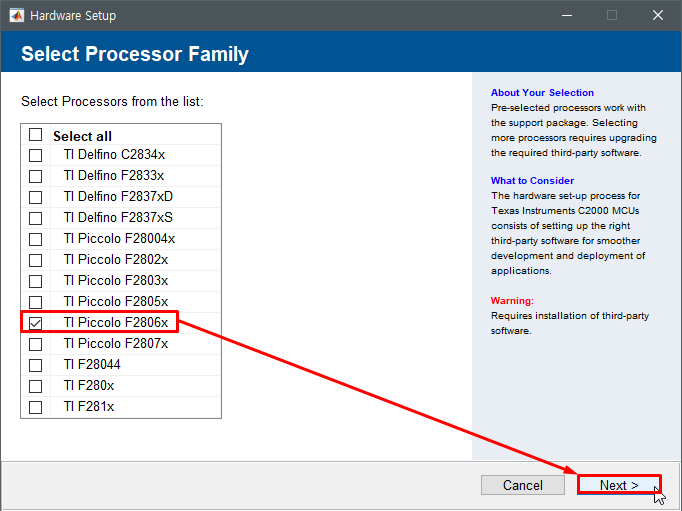 Hardware Setup
Select Processor Family
Select Processors from the list:
Select all
TI Delfino C2834x
TI Delfino F2833x
TI Delfino F2837xD
TI Delfino F2837xS
TI Piccolo F28004x
TI Piccolo F2802x
TI Piccolo F2803x
TI Piccolo F2805x
TI Piccolo F2806x
TI Piccolo F2807x
TI F28044
TI F280x
TI F281x
About Your Selection
Pre-selected processors work with
the support package. Selecting
more processors requires upgrading
the required third-party software.
What to Consider
The hardware set-up process for
Texas Instruments C2000 MCUs
consists of setting up the right
third-party software for smoother
development and deployment of
applications.
Warning:
Requires installation of third-party
software.
Cancel
Next >